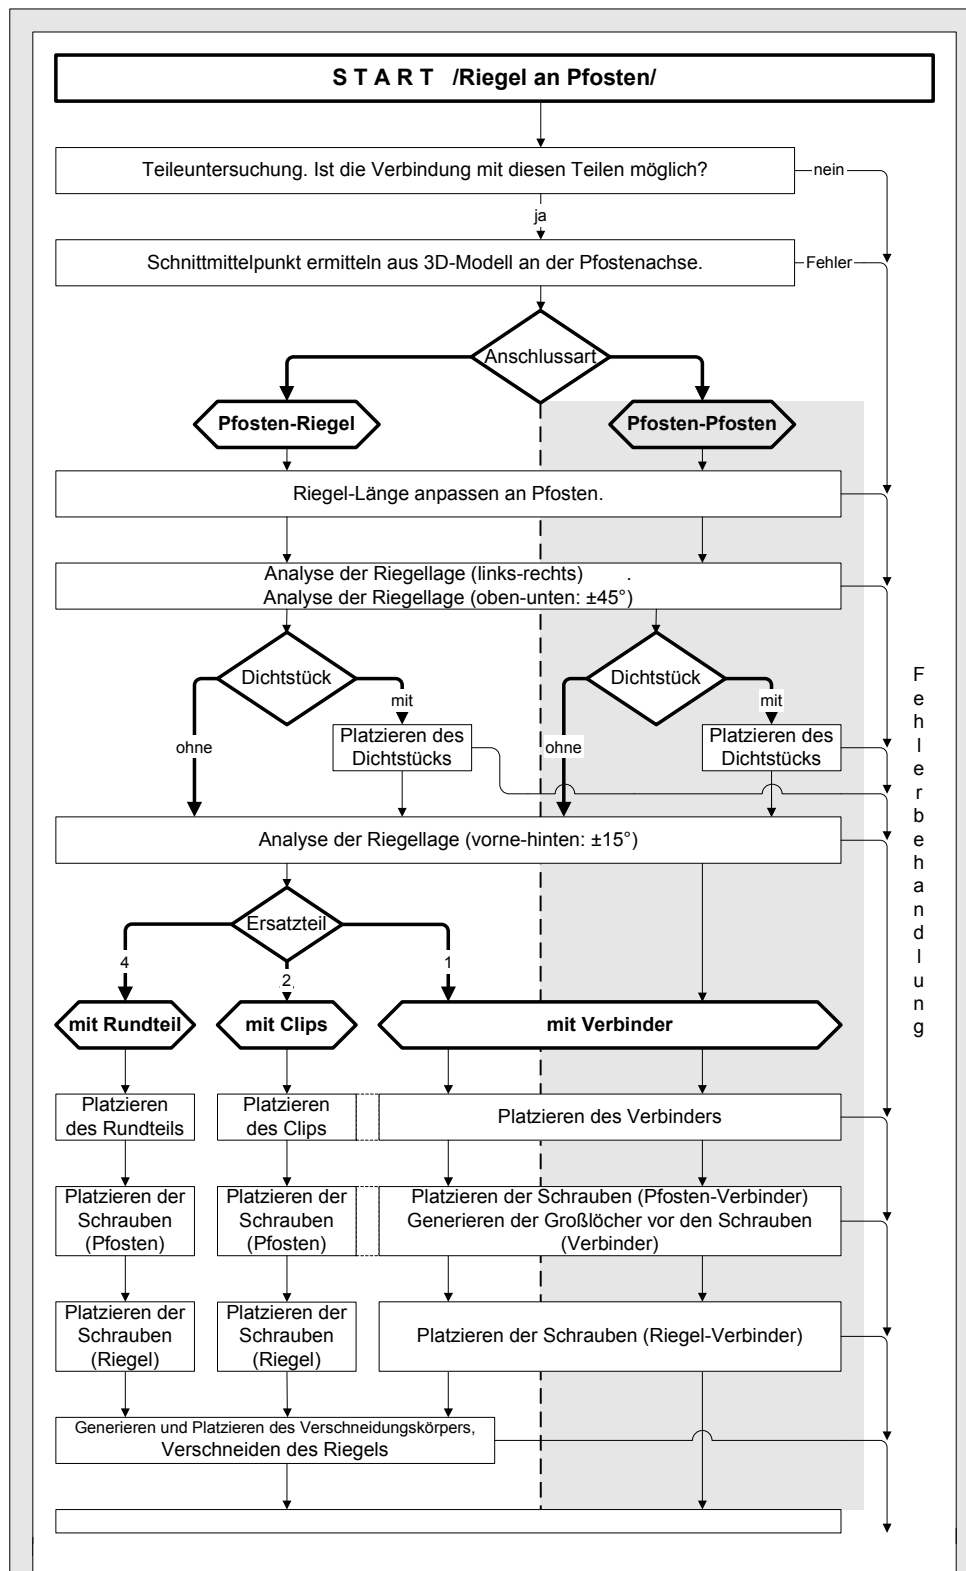 S T A R T /Riegel an Pfosten/
Teileuntersuchung. Ist die Verbindung mit diesen Teilen möglich?
nein
ja
Schnittmittelpunkt ermitteln aus 3D-Modell an der Pfostenachse.
Fehler
Anschlussart
Pfosten-Riegel
Pfosten-Pfosten
Riegel-Länge anpassen an Pfosten.
Analyse der Riegellage (links-rechts) .
Analyse der Riegellage (oben-unten: ±45°)
Dichtstück
Dichtstück
mit
mit
ohne
Platzieren des
Dichtstücks
ohne
Platzieren des
Dichtstücks
Analyse der Riegellage (vorne-hinten: ±15°)
Ersatzteil
4
2
1
mit Rundteil
mit Clips
mit Verbinder
Platzieren
des Rundteils
Platzieren
des Clips
Platzieren des Verbinders
Platzieren der
Schrauben
(Pfosten)
Platzieren der
Schrauben
(Pfosten)
Platzieren der Schrauben (Pfosten-Verbinder)
Generieren der Großlöcher vor den Schrauben
(Verbinder)
Platzieren der
Schrauben
(Riegel)
Platzieren der
Schrauben
(Riegel)
Platzieren der Schrauben (Riegel-Verbinder)
Generieren und Platzieren des Verschneidungskörpers,
Verschneiden des Riegels
Fehlerbehandlung